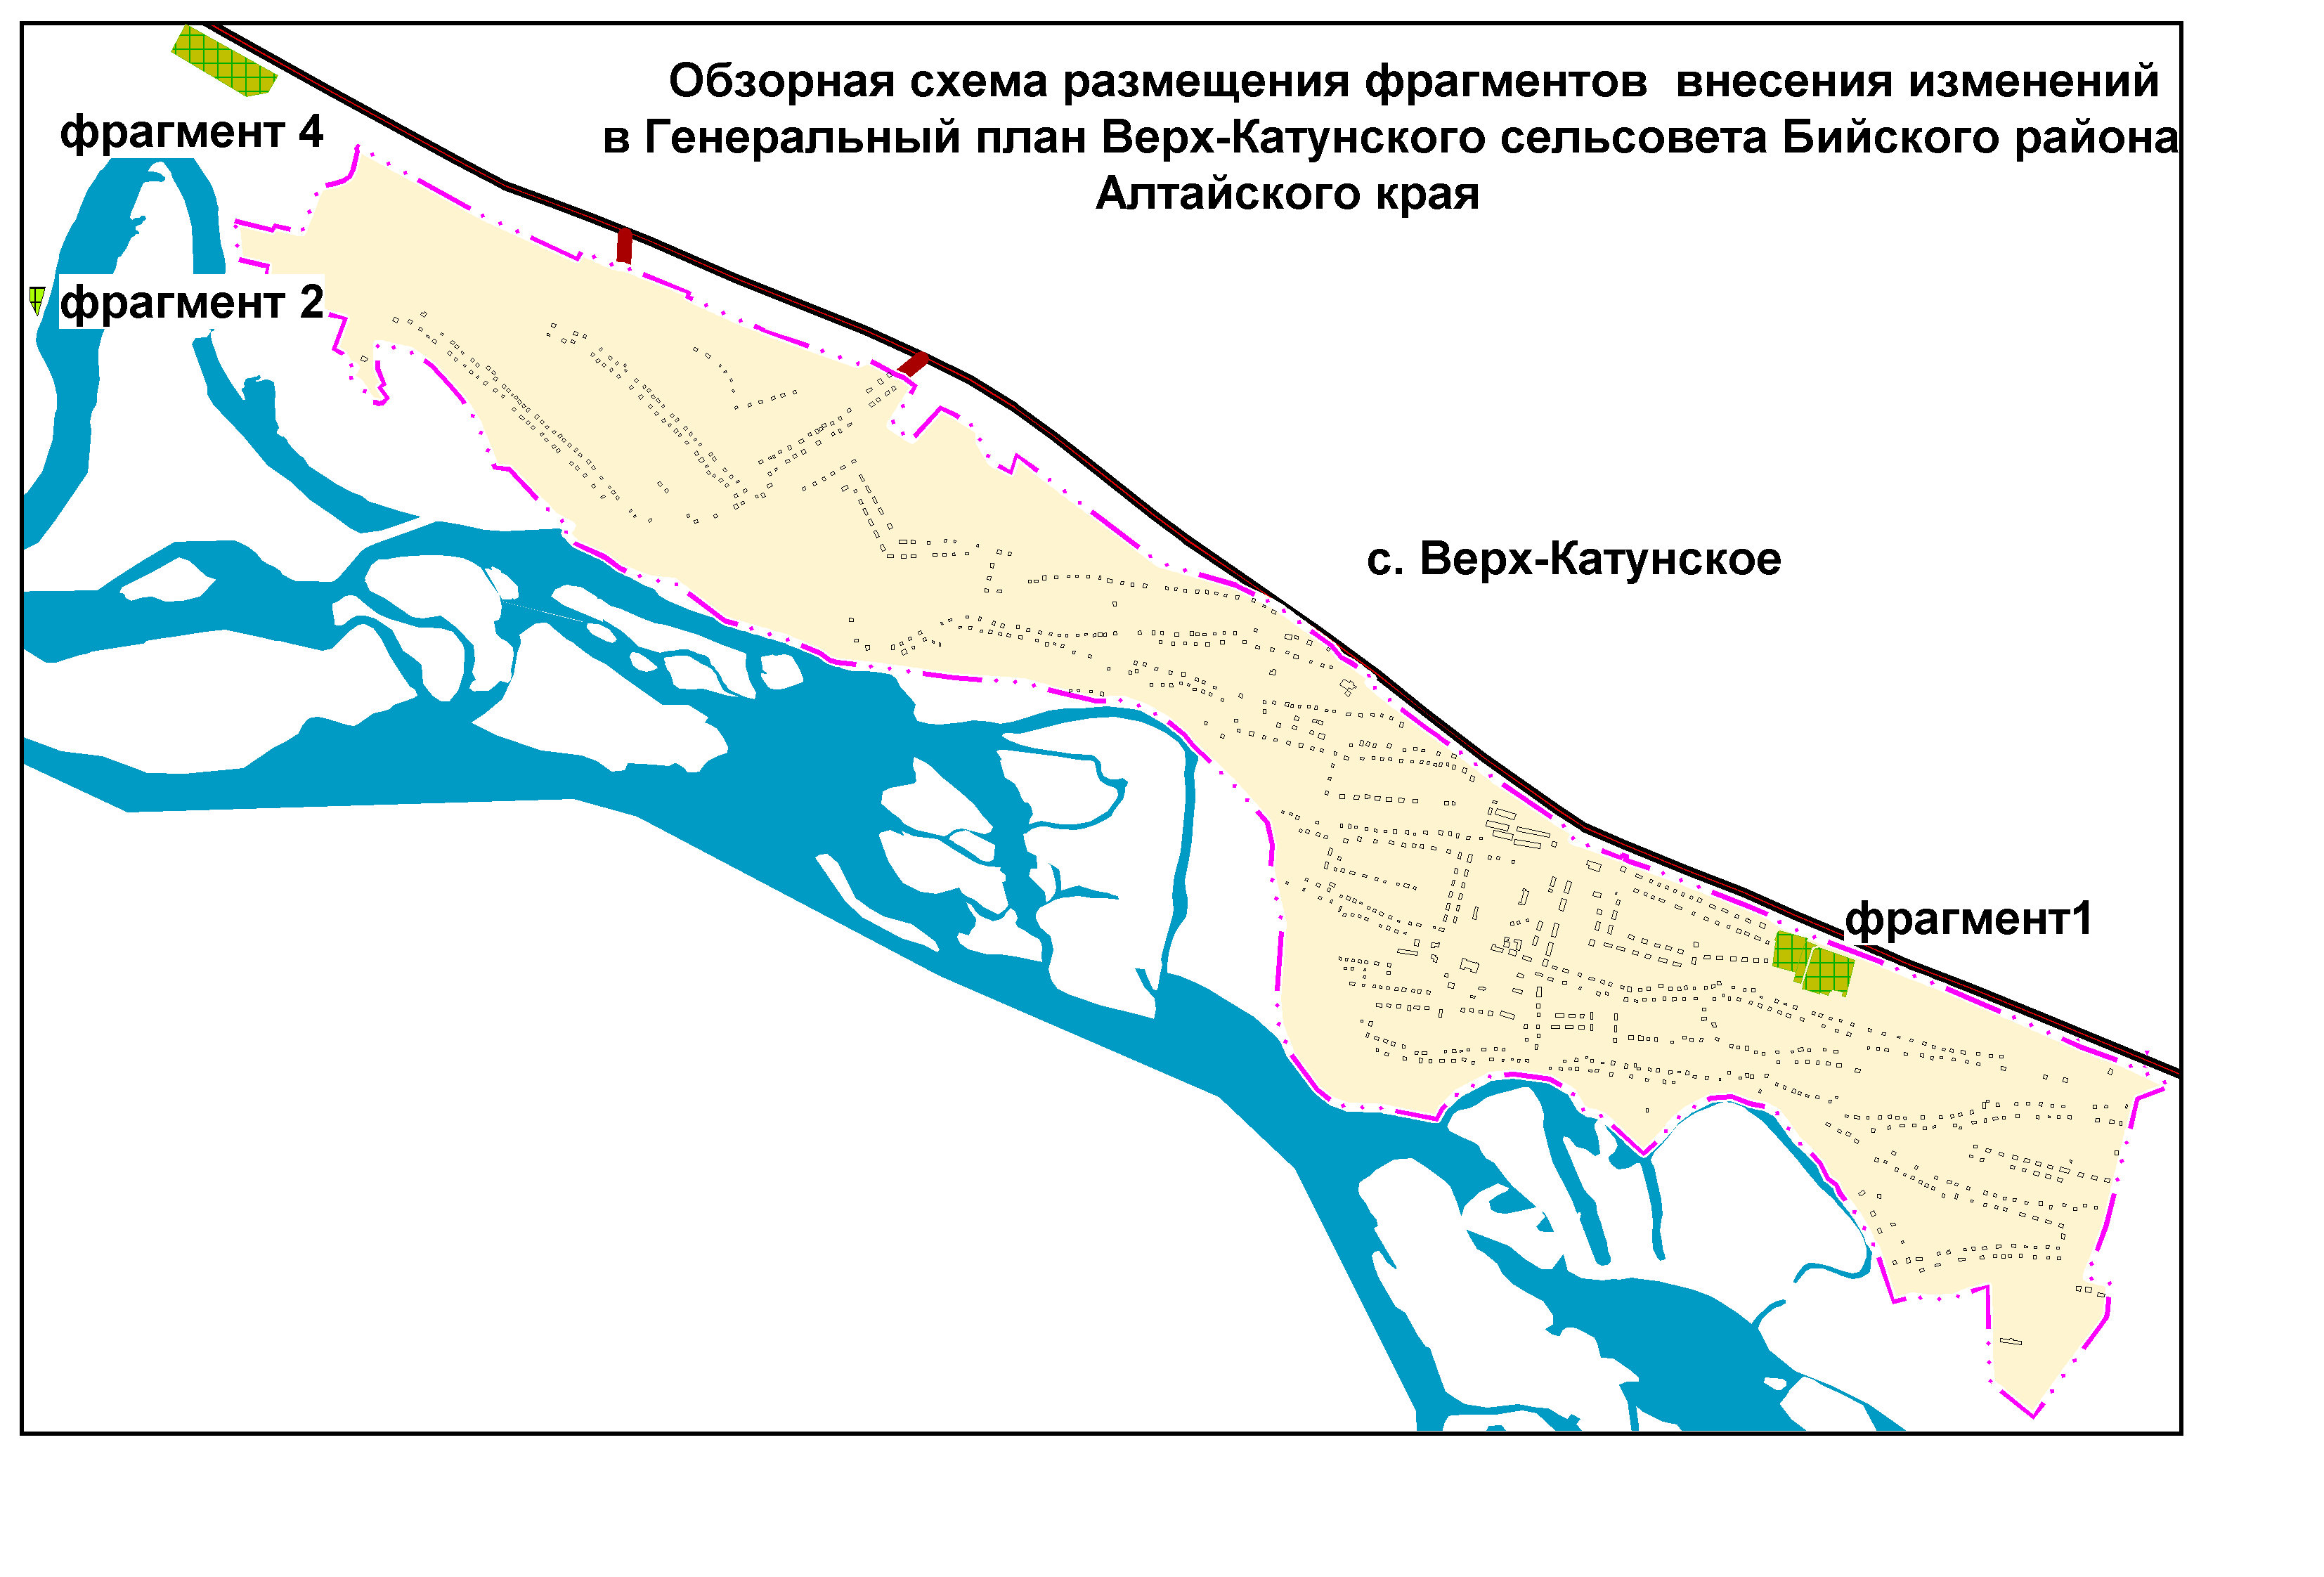 Обзорная схема размещения фрагментов внесения изменений
в Генеральный план Верх-Катунского сельсовета Бийского района
Алтайского края
фрагмент 4
фрагмент 2
с. Верх-Катунское
фрагмент1